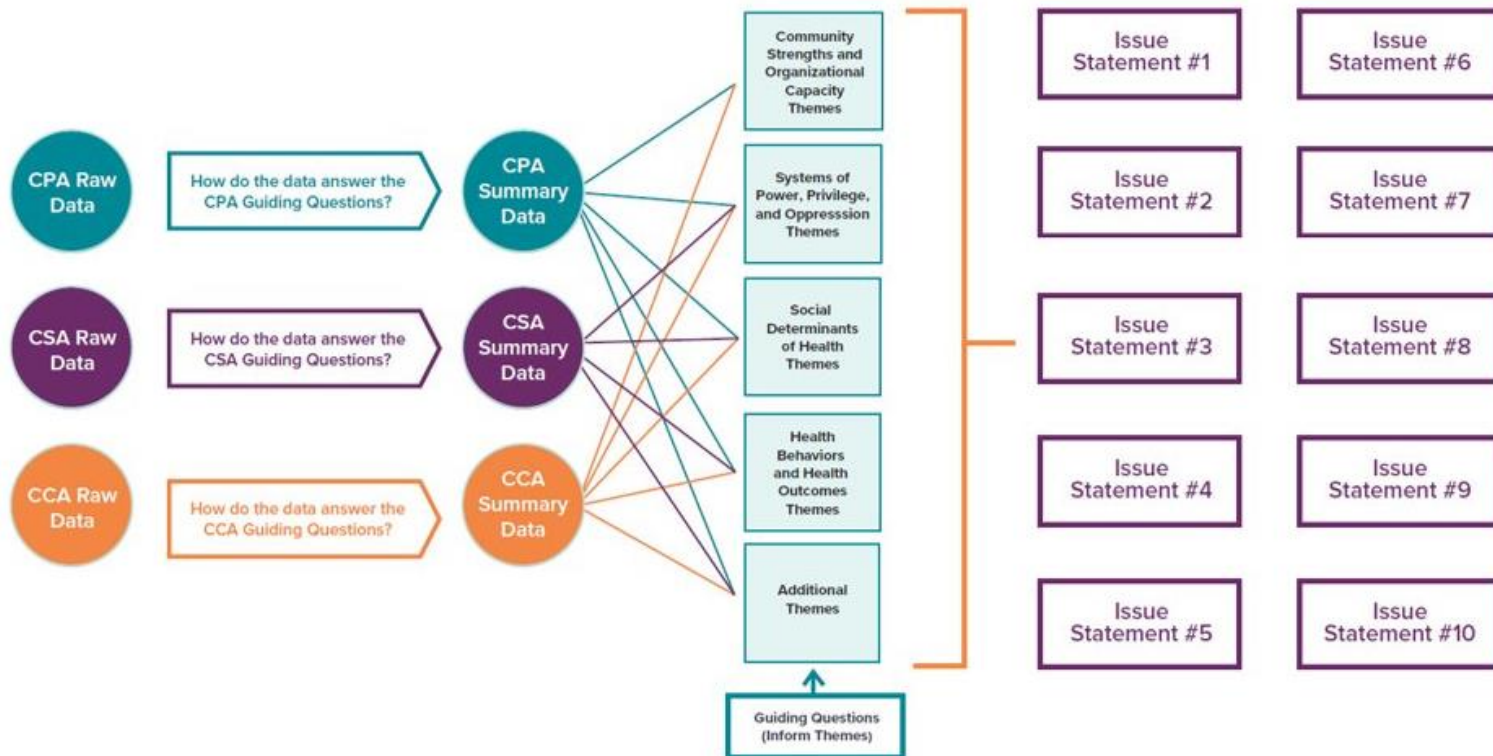 CPA Raw
Data
How do the data answer the
CPA Guiding Questions?
CPA
Summary
Data
CSA Raw
Data
How do the data answer the
CSA Guiding Questions?
CSA
Summary
Data
CCA Raw
Data
How do the data answer the
CCA Guiding Questions?
CCA
Summary
Data
Community
Strengths and
Organizational
Capacity
Themes
Systems of
Power, Privilege,
and Oppresssion
Themes
Social
Determinants
of Health
Themes
Health
Behaviors
and Health
Outcomes
Themes
Additional
Themes
Guiding Questions
(Inform Themes)
Issue
Statement #1
Issue
Statement #2
Issue
Statement #3
Issue
Statement #4
Issue
Statement #5
Issue
Statement #6
Issue
Statement #7
Issue
Statement #8
Issue
Statement #9
Issue
Statement #10